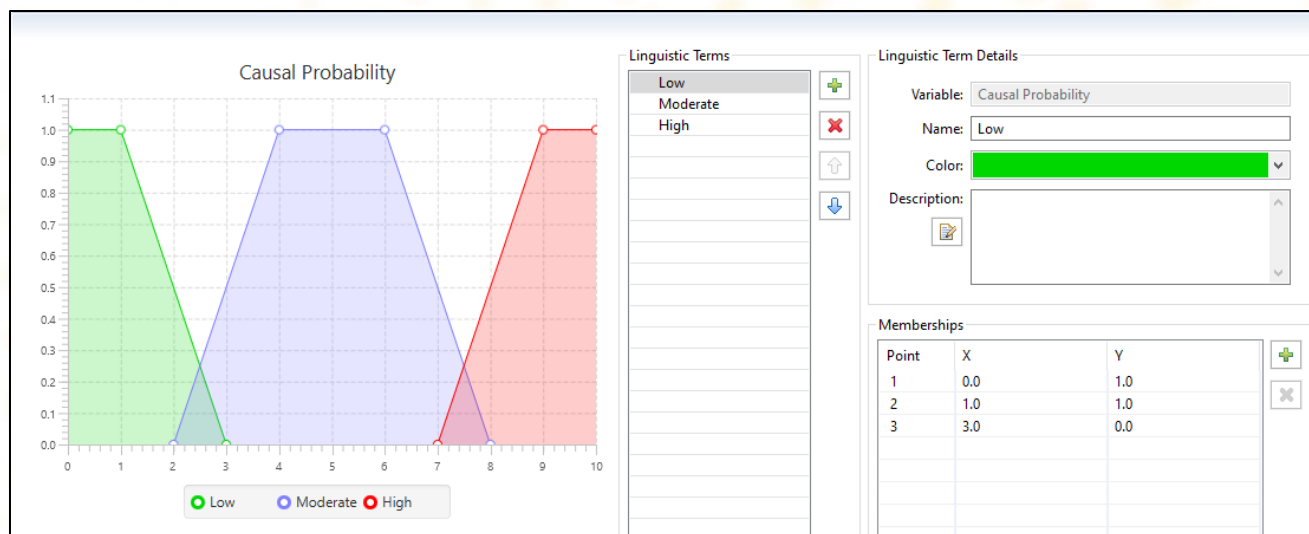 Causal Probability
1.1
1.0
0.9
0.8
0.7
0.6
0.5
0.4
0.3
0.2
0.1
0.0
0 1 2 3 4 5 6 7 8 9 10
Low Moderate High
Linguistic Terms
Low
Moderate
High
Linguistic Term Details
Variable: Causal Probability
Name: Low
Color:
Description:
Memberships
Point X Y
1 0.0 1.0
2 1.0 1.0
3 3.0 0.0